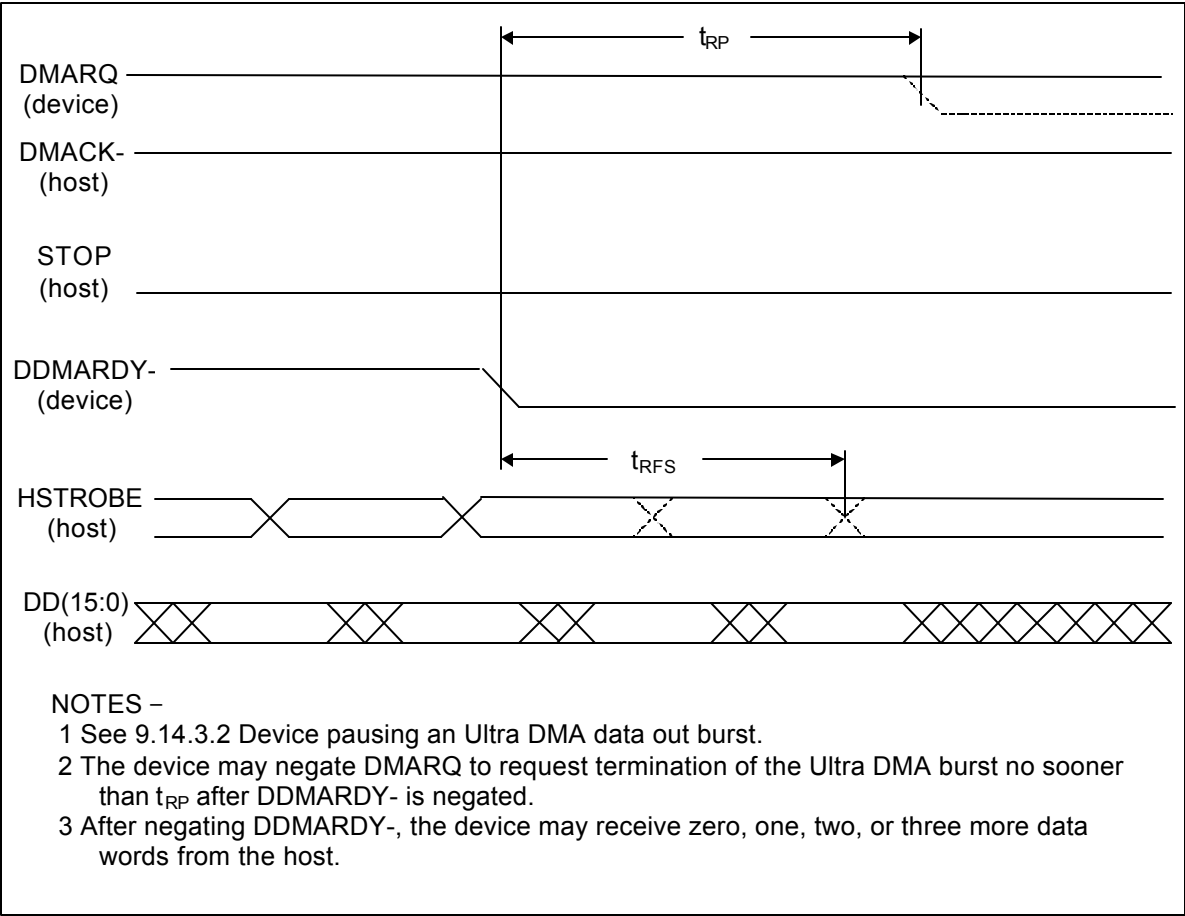 t_RP
DMARQ
(device)
DMACK-
(host)
STOP
(host)
DDMARDY-
(device)
t_RFS
HSTROBE
(host)
DD(15:0)
(host)
NOTES –
1 See 9.14.3.2 Device pausing an Ultra DMA data out burst.
2 The device may negate DMARQ to request termination of the Ultra DMA burst no sooner
than t_RP after DDMARDY- is negated.
3 After negating DDMARDY-, the device may receive zero, one, two, or three more data
words from the host.